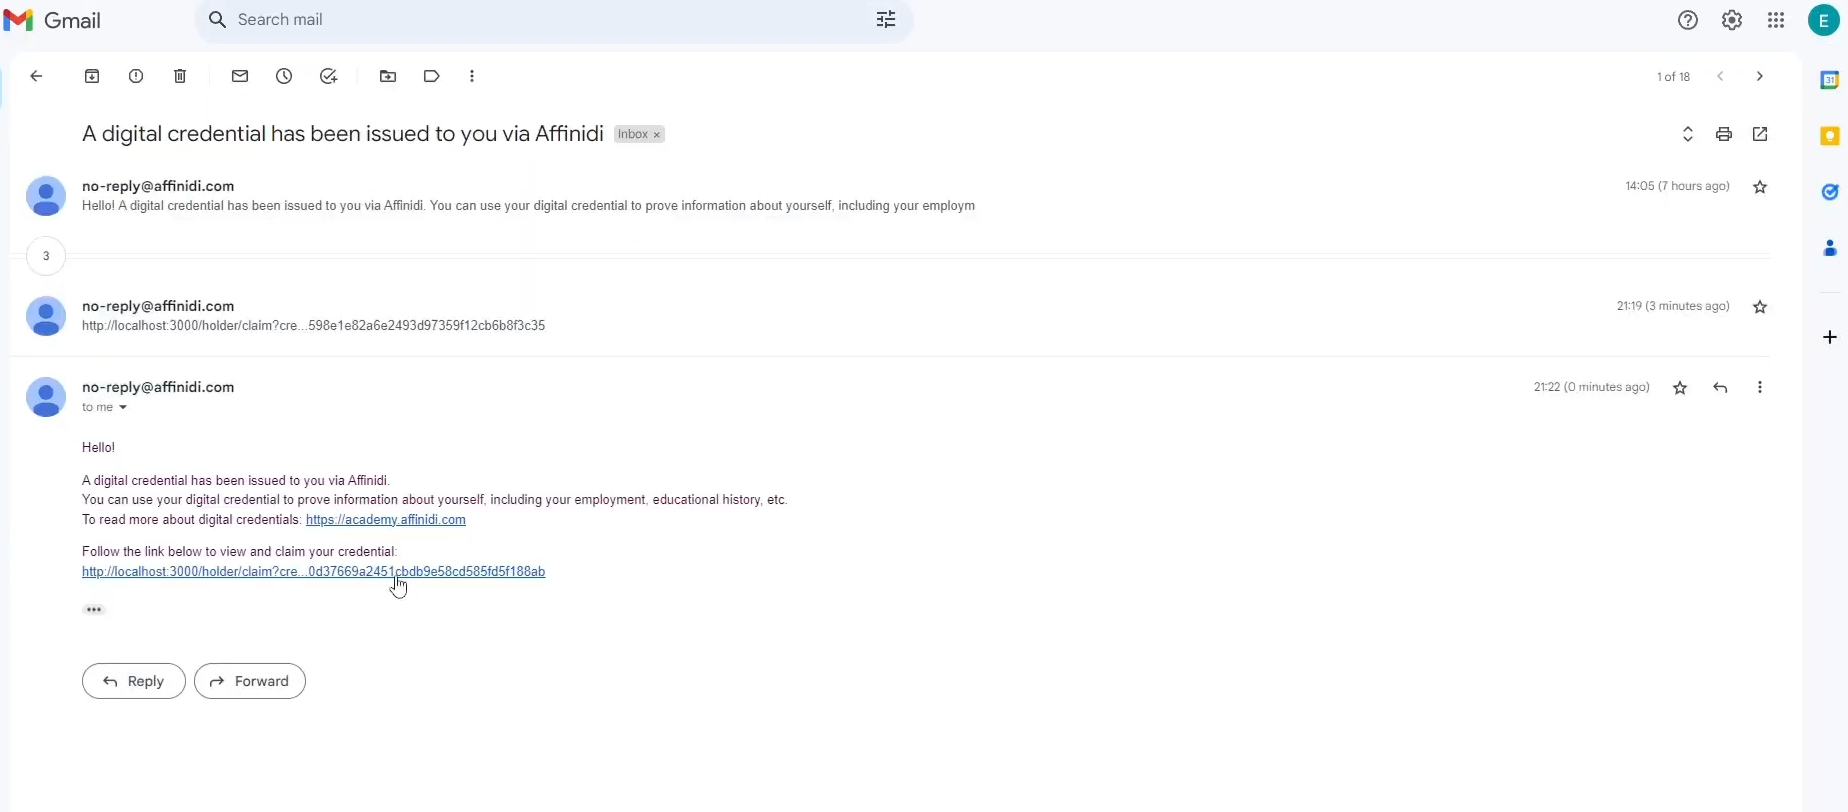 Gmail
Search mail
E
1 of 18
31
A digital credential has been issued to you via Affinidi Inbox ×
no-reply@affinidi.com 14:05 (7 hours ago)
Hello! A digital credential has been issued to you via Affinidi. You can use your digital credential to prove information about yourself, including your employm
3
no-reply@affinidi.com 21:19 (3 minutes ago)
http://localhost:3000/holder/claim?cre...598e1e82a6e2493d97359f12cb6b8f3c35
no-reply@affinidi.com 21:22 (0 minutes ago)
to me
Hello!
A digital credential has been issued to you via Affinidi.
You can use your digital credential to prove information about yourself, including your employment, educational history, etc.
To read more about digital credentials: https://academy.affinidi.com
Follow the link below to view and claim your credential:
http://localhost:3000/holder/claim?cre...0d37669a2451cbdb9e58cd585fd5f188ab
Reply Forward